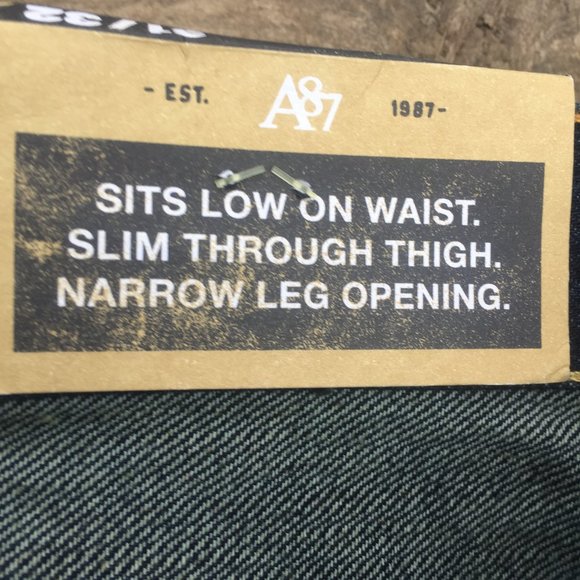 - EST. A87 1987-
SITS LOW ON WAIST.
SLIM THROUGH THIGH.
NARROW LEG OPENING.